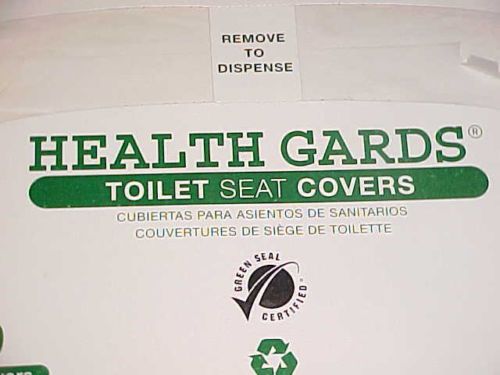 REMOVE
TO
DISPENSE
HEALTH GARDS®
TOILET SEAT COVERS
CUBIERTAS PARA ASIENTOS DE SANITARIOS
COUVERTURES DE SIÈGE DE TOILETTE
GREEN SEAL
CERTIFIED